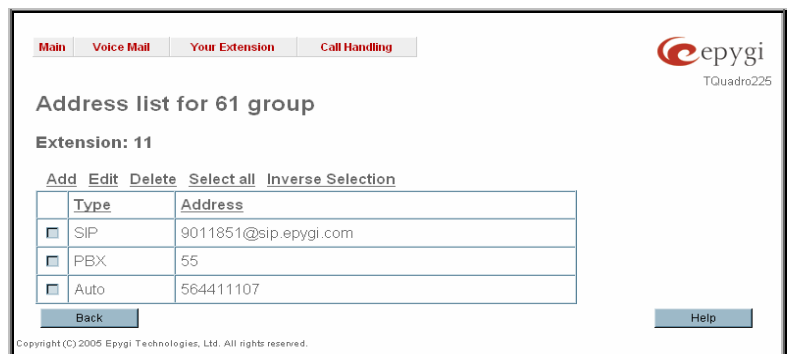 Main Voice Mail Your Extension Call Handling
epygi
TQuadro225
Address list for 61 group
Extension: 11
Add Edit Delete Select all Inverse Selection
Type Address
SIP 9011851@sip.epygi.com
PBX 55
Auto 564411107
Back Help
Copyright (C) 2005 Epygi Technologies, Ltd. All rights reserved.